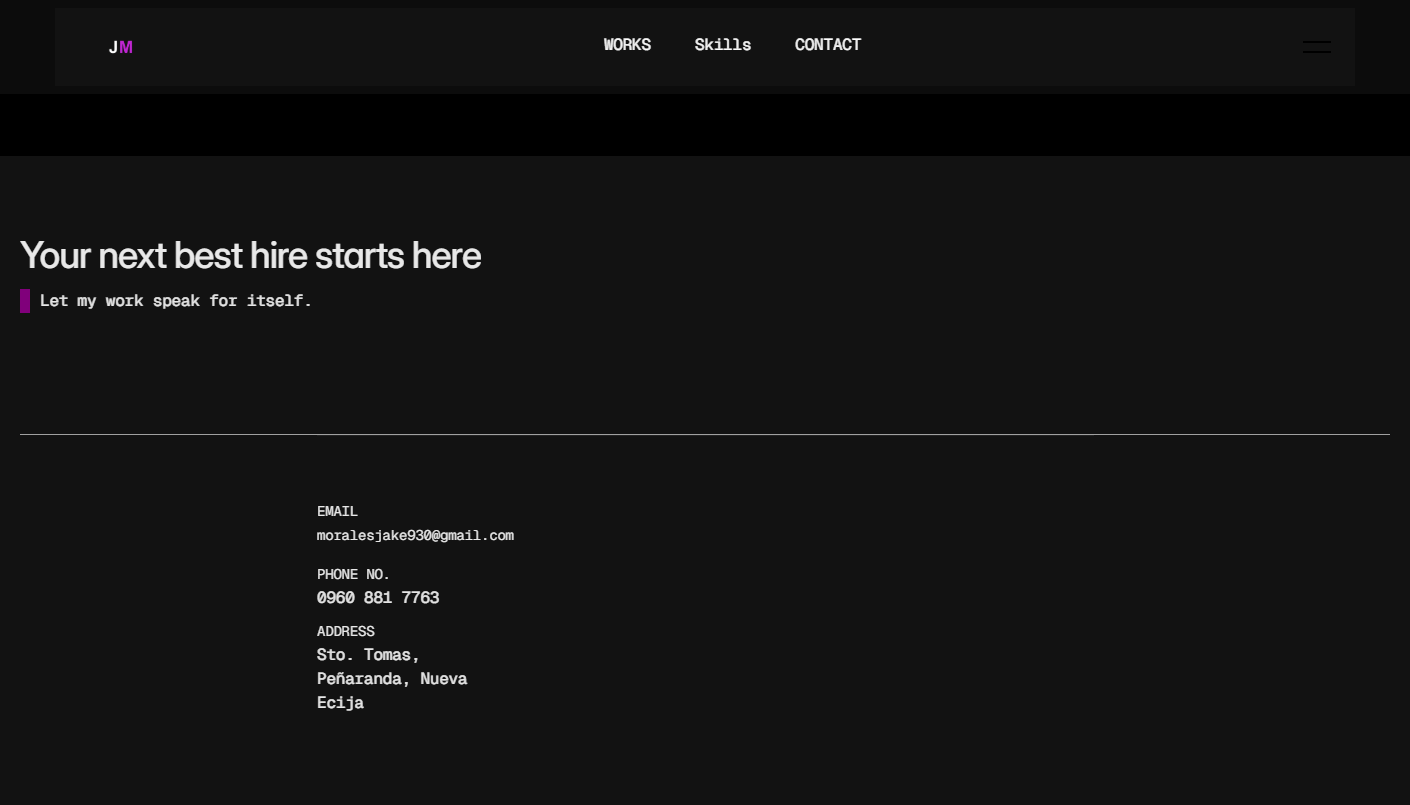 JM
WORKS Skills CONTACT
Your next best hire starts here
Let my work speak for itself.
EMAIL
moralesjake930@gmail.com
PHONE NO.
0960 881 7763
ADDRESS
Sto. Tomas,
Peñaranda, Nueva
Ecija